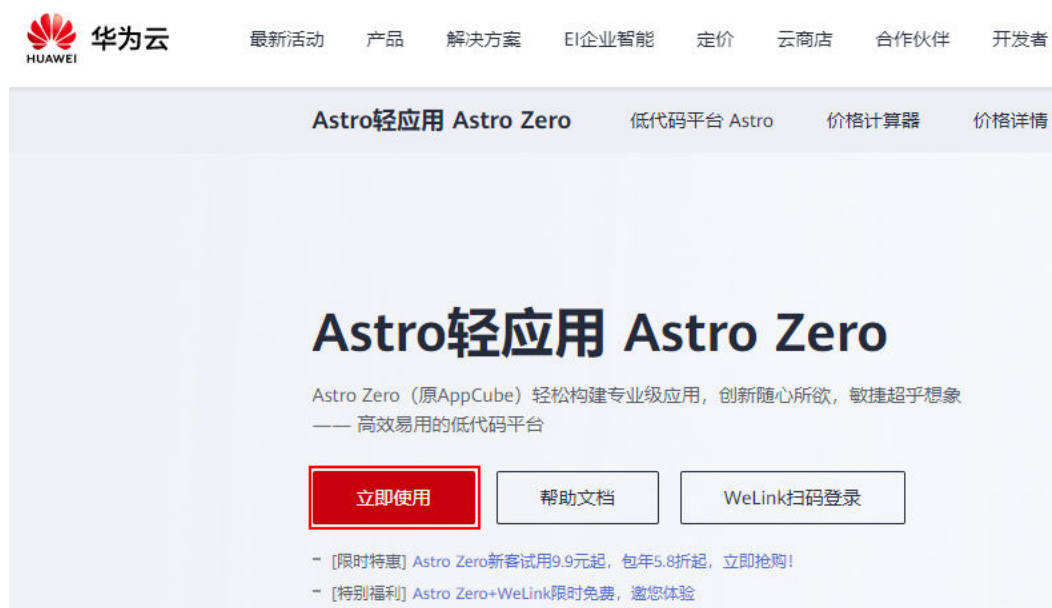 HUAWEI 华为云 最新活动 产品 解决方案 EI企业智能 定价 云商店 合作伙伴 开发者
Astro轻应用 Astro Zero 低代码平台 Astro 价格计算器 价格详情
Astro轻应用 Astro Zero
Astro Zero（原AppCube）轻松构建专业级应用，创新随心所欲，敏捷超乎想象
—— 高效易用的低代码平台
立即使用 帮助文档 WeLink扫码登录
- [限时特惠] Astro Zero新客试用9.9元起，包年5.8折起，立即抢购!
- [特别福利] Astro Zero+WeLink限时免费，邀您体验